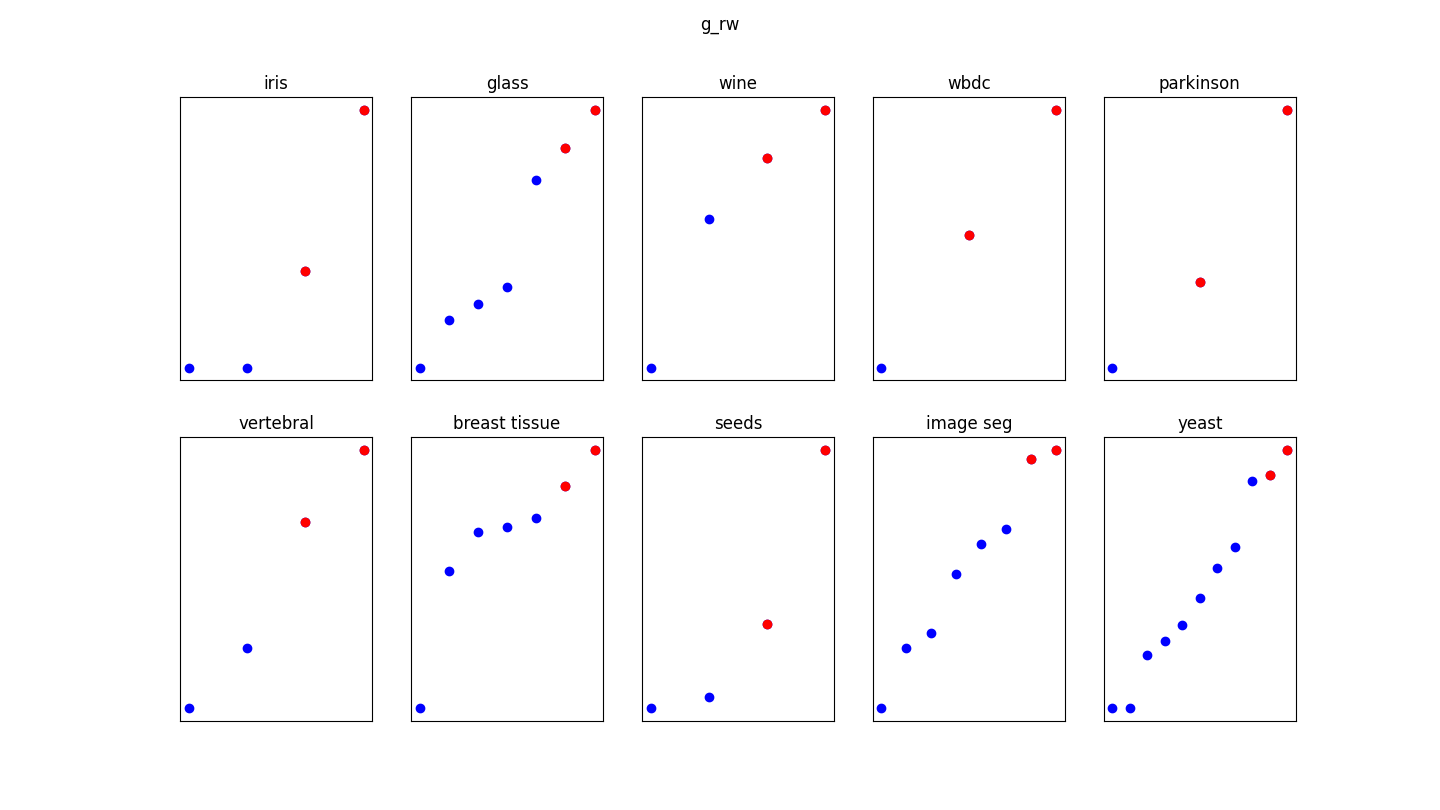 g_rw
iris
glass
wine
wbdc
parkinson
vertebral
breast tissue
seeds
image seg
yeast